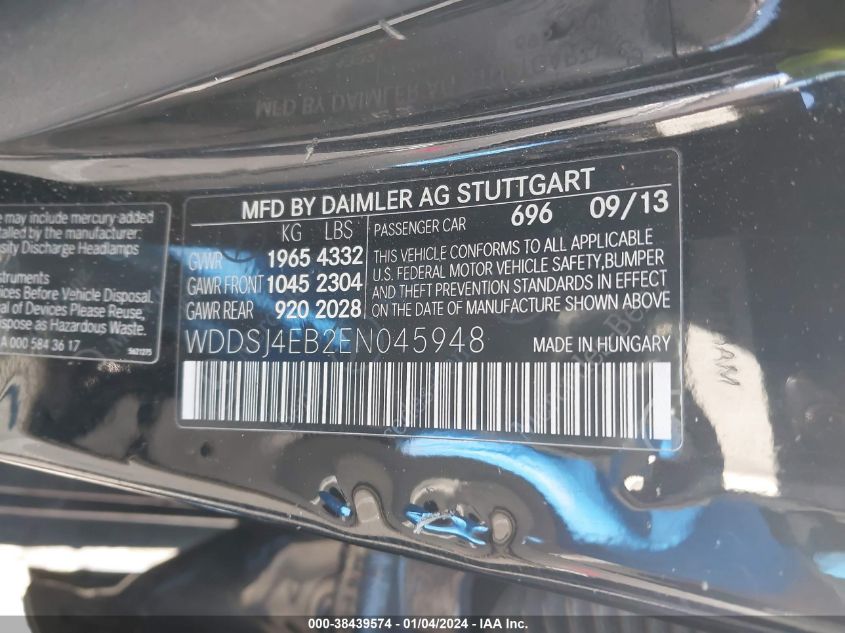 MFD BY DAIMLER AG STUTTGART
KG LBS
GVWR 1965 4332
GAWR FRONT 1045 2304
GAWR REAR 920 2028
PASSENGER CAR 696 09/13
THIS VEHICLE CONFORMS TO ALL APPLICABLE
U.S. FEDERAL MOTOR VEHICLE SAFETY, BUMPER
AND THEFT PREVENTION STANDARDS IN EFFECT
ON THE DATE OF MANUFACTURE SHOWN ABOVE
WDDSJ4EB2EN045948 MADE IN HUNGARY
may include mercury-added
talled by the manufacturer:
sity Discharge Headlamps
struments
ices Before Vehicle Disposal.
al of Devices Please Reuse,
ispose as Hazardous Waste.
A 000 584 36 17
000-38439574 - 01/04/2024 - IAA Inc.